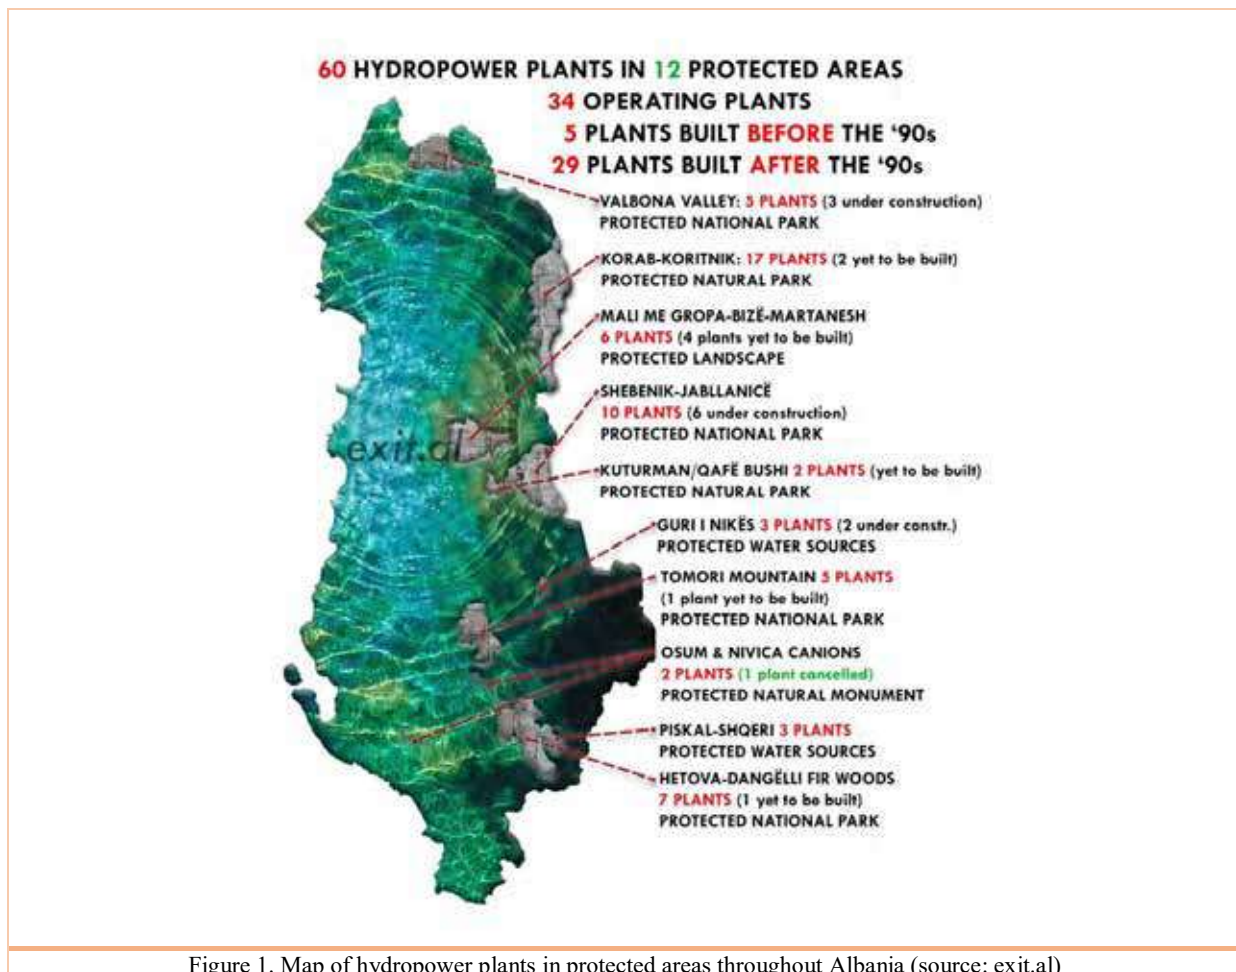 60 HYDROPOWER PLANTS IN 12 PROTECTED AREAS
34 OPERATING PLANTS
5 PLANTS BUILT BEFORE THE ‘90s
29 PLANTS BUILT AFTER THE ‘90s
VALBONA VALLEY: 5 PLANTS (3 under construction)
PROTECTED NATIONAL PARK
KORAB-KORITNIK: 17 PLANTS (2 yet to be built)
PROTECTED NATURAL PARK
MALI ME GROPA-BIZË-MARTANESH
6 PLANTS (4 plants yet to be built)
PROTECTED LANDSCAPE
SHEBENIK-JABLLANICË
10 PLANTS (6 under construction)
PROTECTED NATIONAL PARK
exit.al
KUTURMAN/QAFË BUSHI 2 PLANTS (yet to be built)
PROTECTED NATURAL PARK
GURI I NIKËS 3 PLANTS (2 under constr.)
PROTECTED WATER SOURCES
TOMORI MOUNTAIN 5 PLANTS
(1 plant yet to be built)
PROTECTED NATIONAL PARK
OSUM & NIVICA CANIONS
2 PLANTS (1 plant cancelled)
PROTECTED NATURAL MONUMENT
PISKAL-SHQERI 3 PLANTS
PROTECTED WATER SOURCES
HETOVA-DANGËLLI FIR WOODS
7 PLANTS (1 yet to be built)
PROTECTED NATIONAL PARK
Figure 1. Map of hydropower plants in protected areas throughout Albania (source: exit.al)